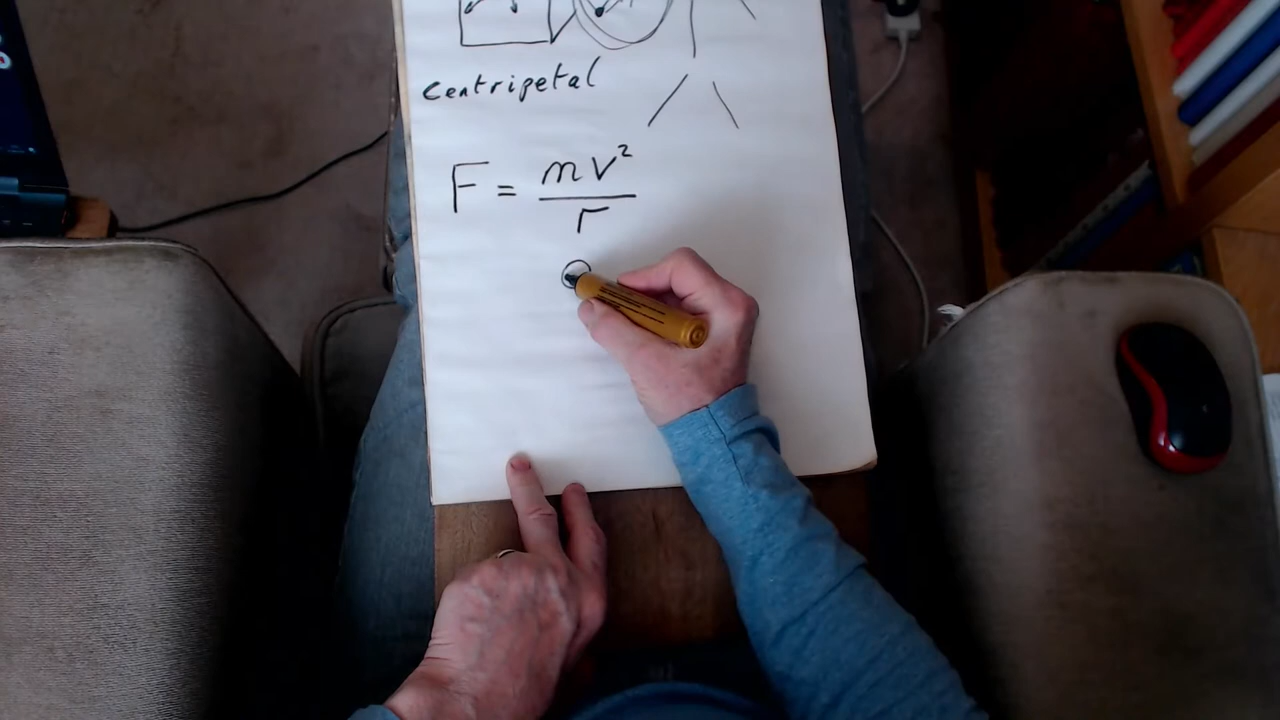 centripetal
F = mv²/r